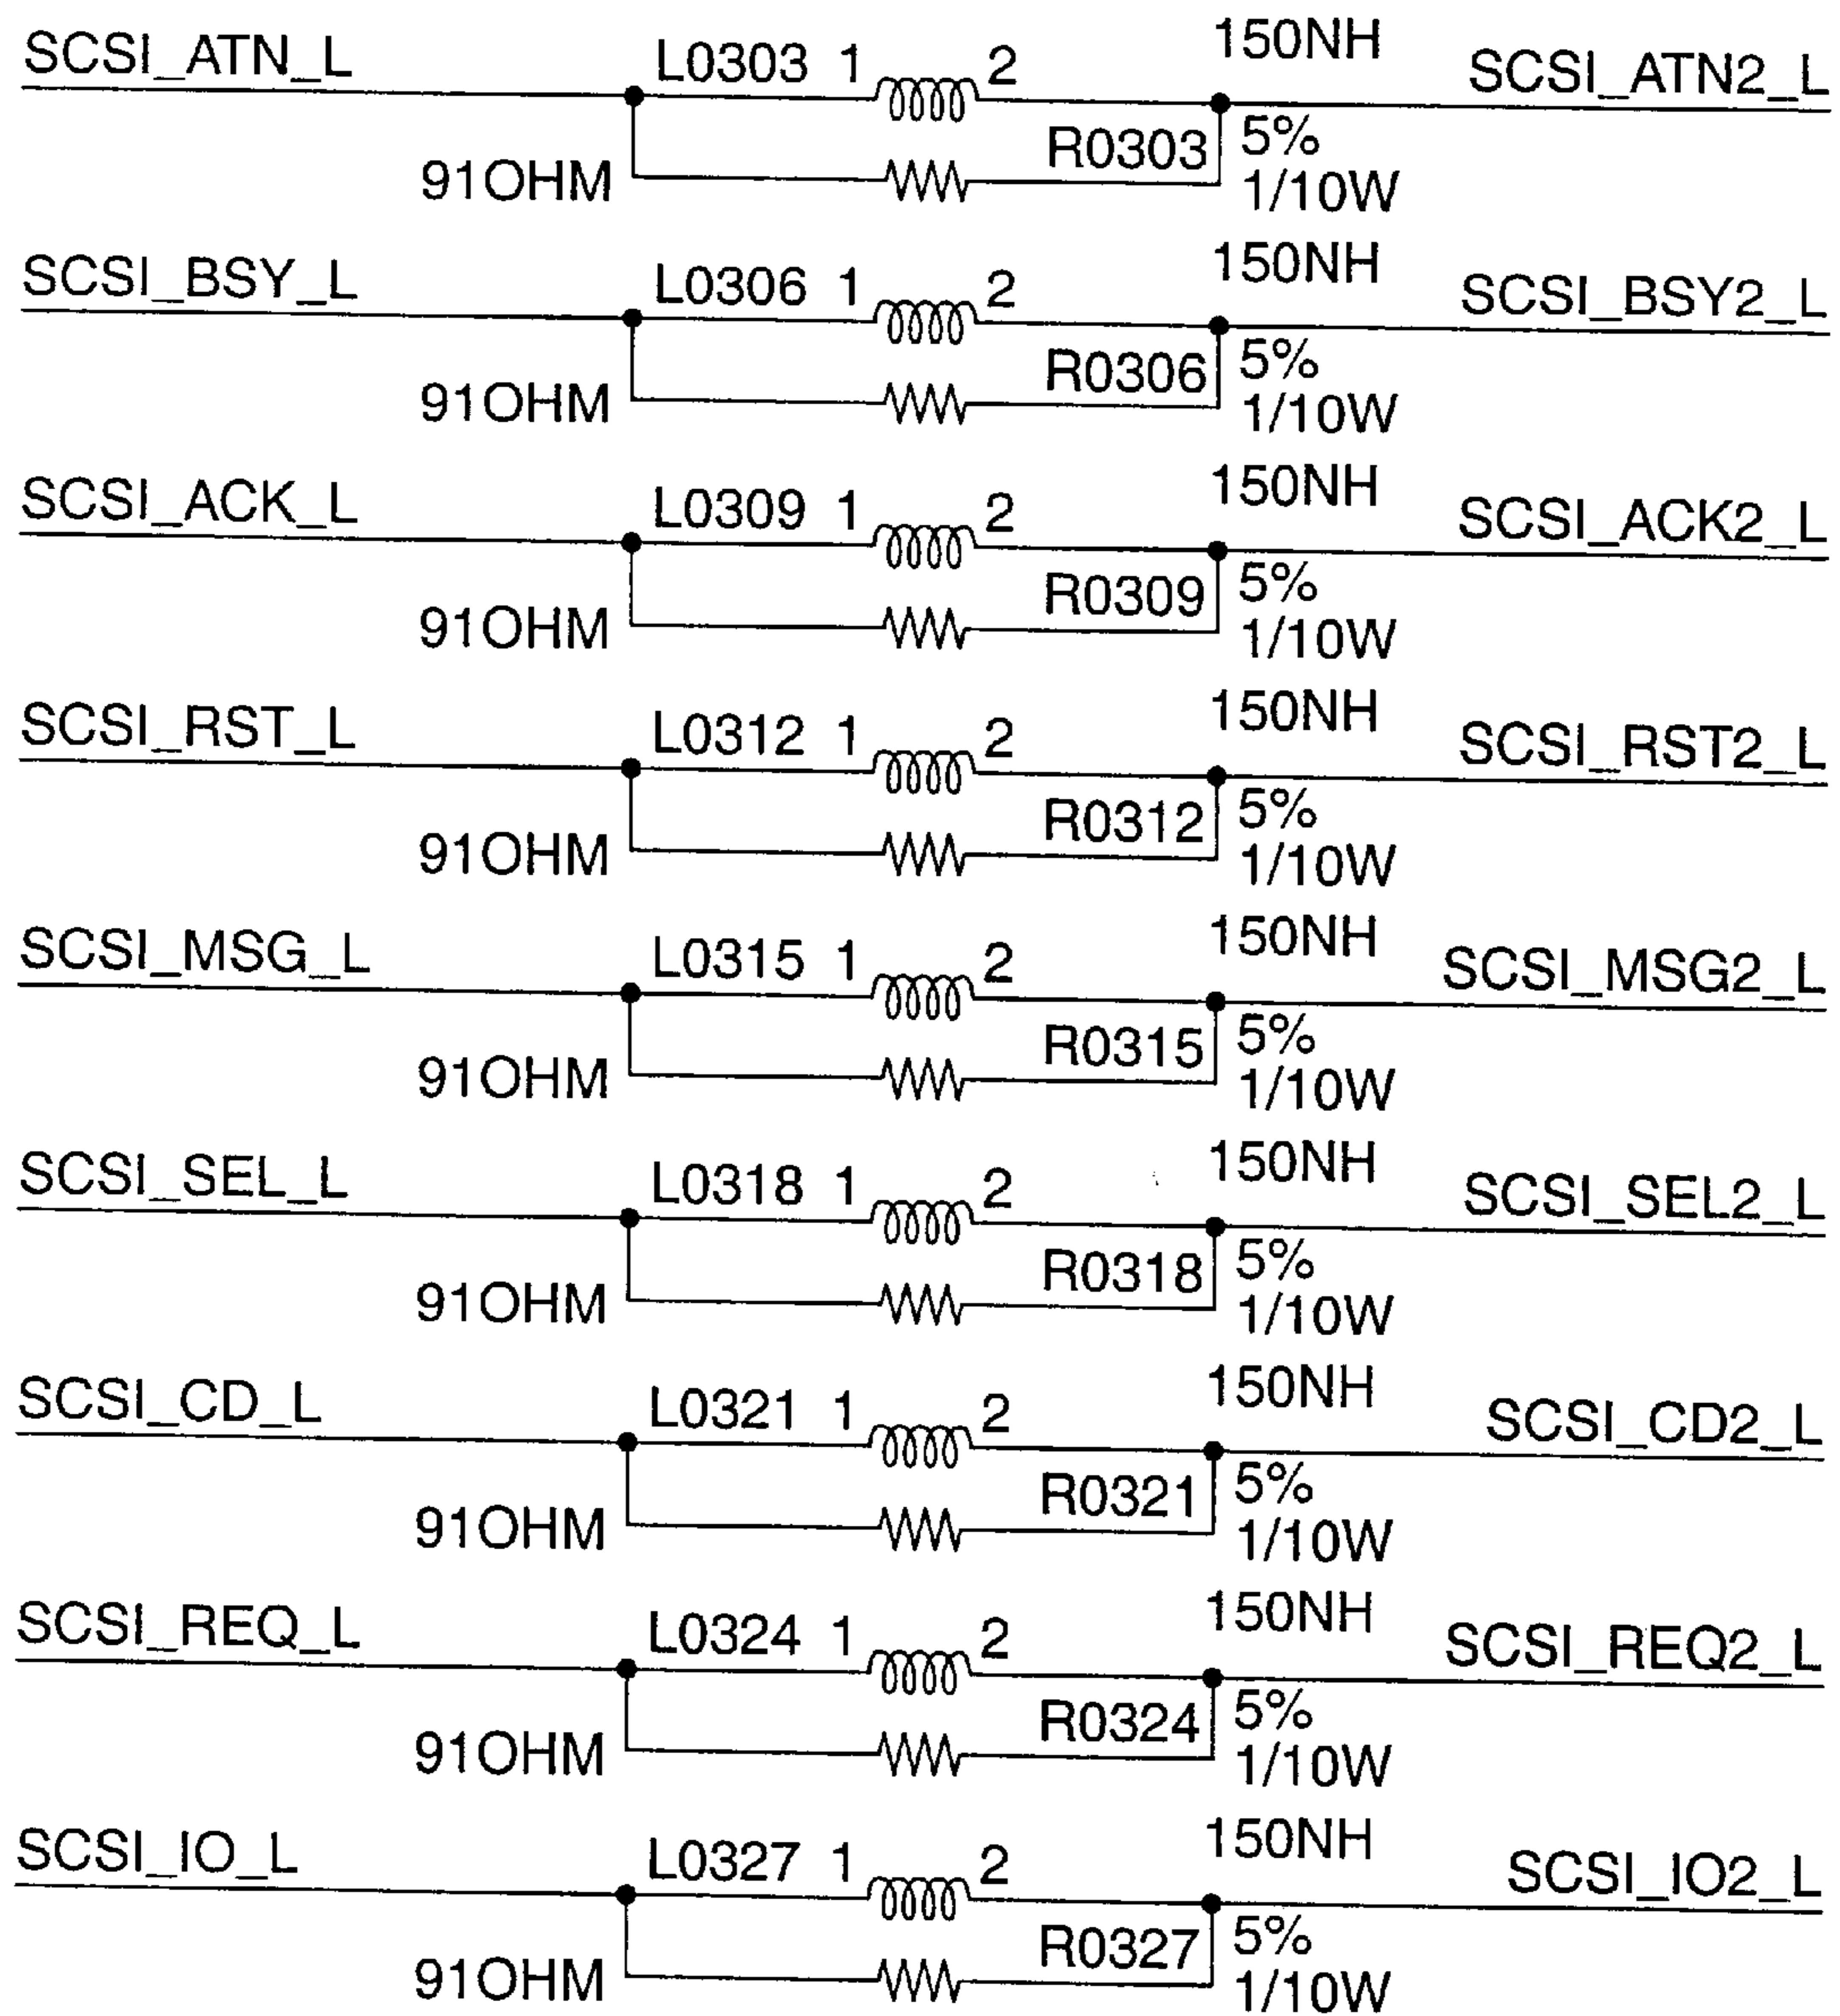 SCSI_ATN_L L0303 1 2 150NH SCSI_ATN2_L
91OHM R0303 5%
1/10W
SCSI_BSY_L L0306 1 2 150NH SCSI_BSY2_L
91OHM R0306 5%
1/10W
SCSI_ACK_L L0309 1 2 150NH SCSI_ACK2_L
91OHM R0309 5%
1/10W
SCSI_RST_L L0312 1 2 150NH SCSI_RST2_L
91OHM R0312 5%
1/10W
SCSI_MSG_L L0315 1 2 150NH SCSI_MSG2_L
91OHM R0315 5%
1/10W
SCSI_SEL_L L0318 1 2 150NH SCSI_SEL2_L
91OHM R0318 5%
1/10W
SCSI_CD_L L0321 1 2 150NH SCSI_CD2_L
91OHM R0321 5%
1/10W
SCSI_REQ_L L0324 1 2 150NH SCSI_REQ2_L
91OHM R0324 5%
1/10W
SCSI_IO_L L0327 1 2 150NH SCSI_IO2_L
91OHM R0327 5%
1/10W